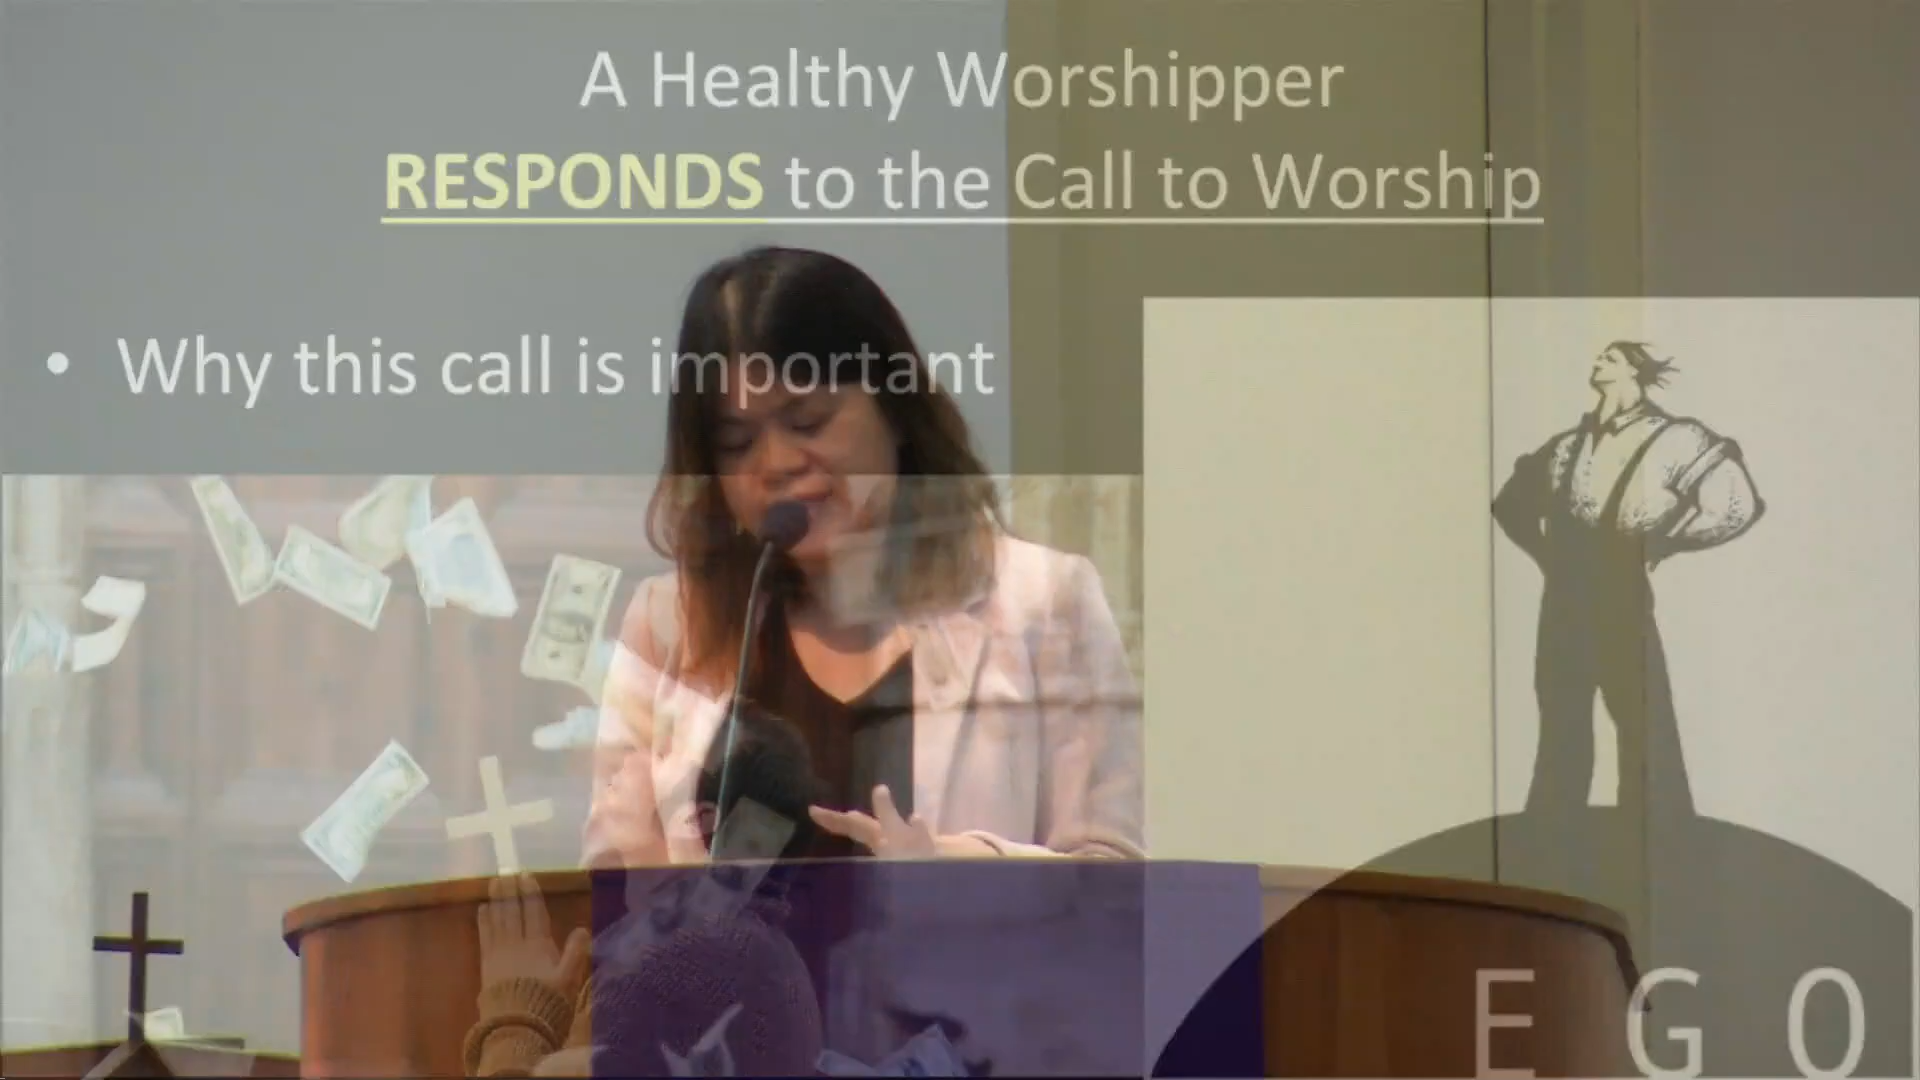 A Healthy Worshipper
RESPONDS to the Call to Worship
• Why this call is important
E G O